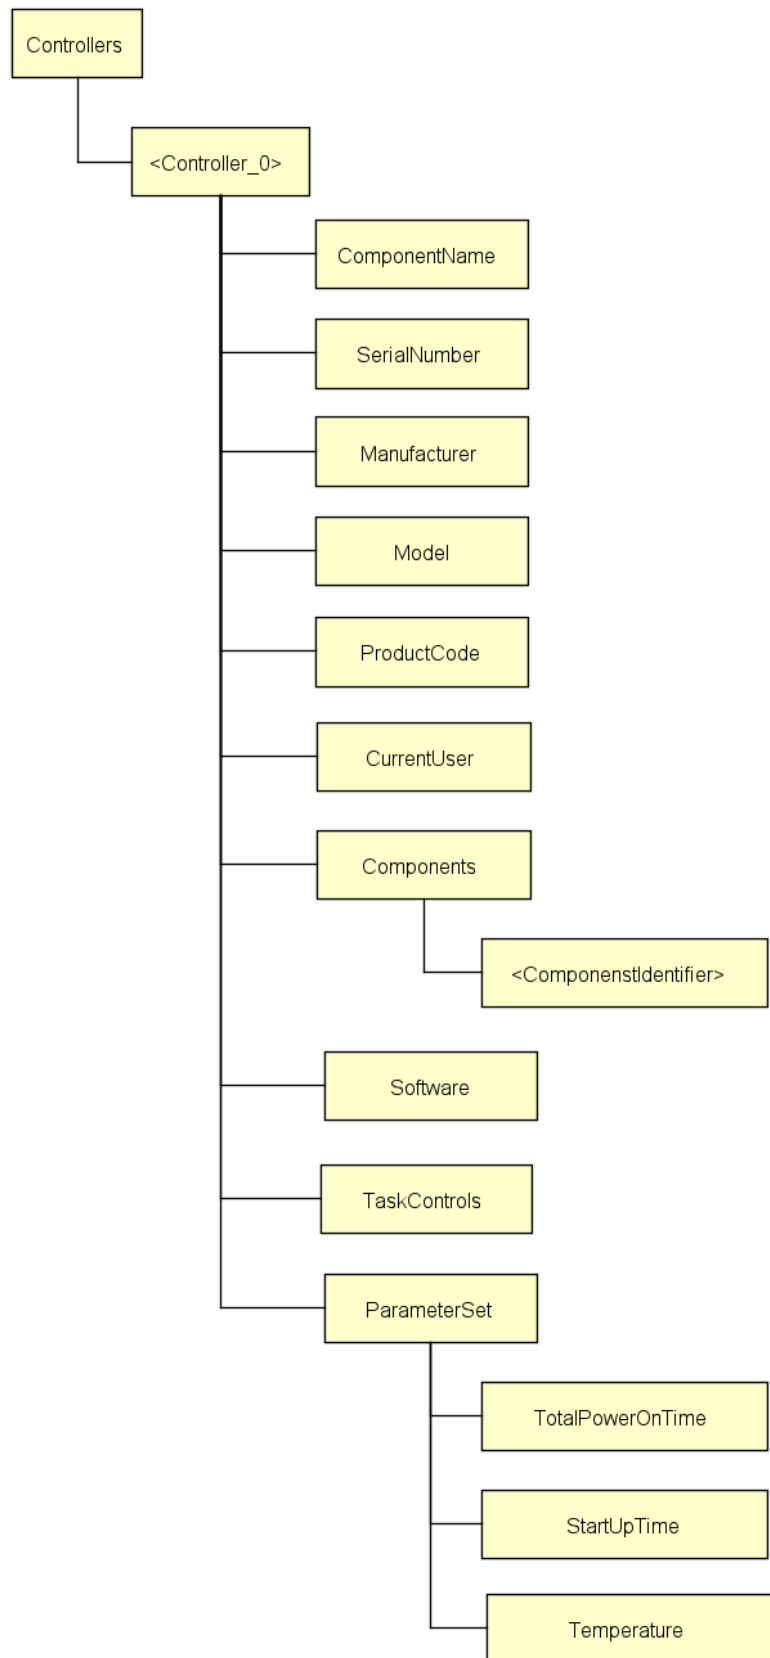 Controllers
<Controller_0>
ComponentName
SerialNumber
Manufacturer
Model
ProductCode
CurrentUser
Components
<ComponenstIdentifier>
Software
TaskControls
ParameterSet
TotalPowerOnTime
StartUpTime
Temperature